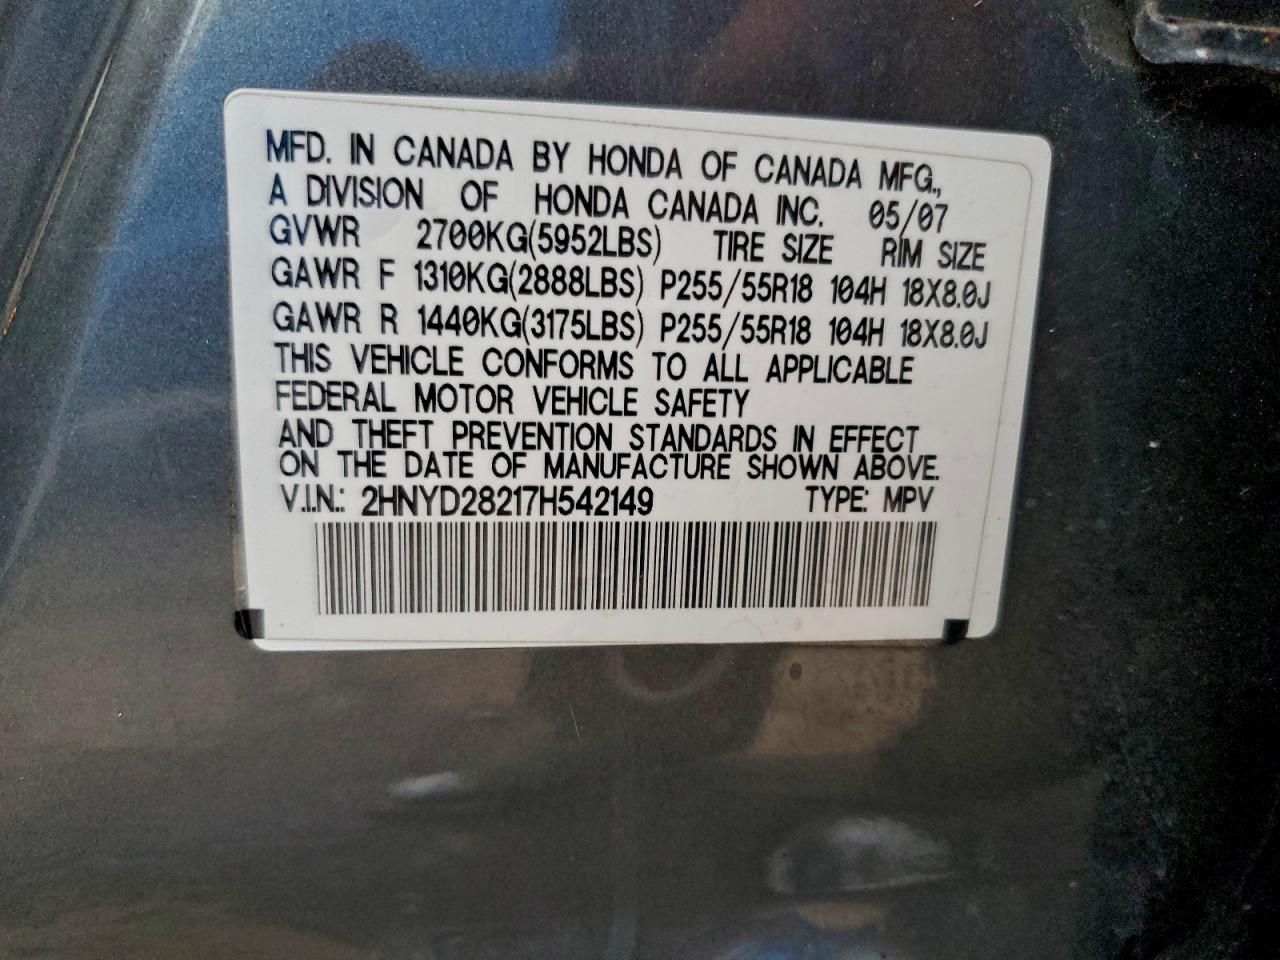 MFD. IN CANADA BY HONDA OF CANADA MFG.,
A DIVISION OF HONDA CANADA INC. 05/07
GVWR 2700KG(5952LBS) TIRE SIZE RIM SIZE
GAWR F 1310KG(2888LBS) P255/55R18 104H 18X8.0J
GAWR R 1440KG(3175LBS) P255/55R18 104H 18X8.0J
THIS VEHICLE CONFORMS TO ALL APPLICABLE
FEDERAL MOTOR VEHICLE SAFETY
AND THEFT PREVENTION STANDARDS IN EFFECT
ON THE DATE OF MANUFACTURE SHOWN ABOVE.
V.I.N.: 2HNYD28217H542149 TYPE: MPV